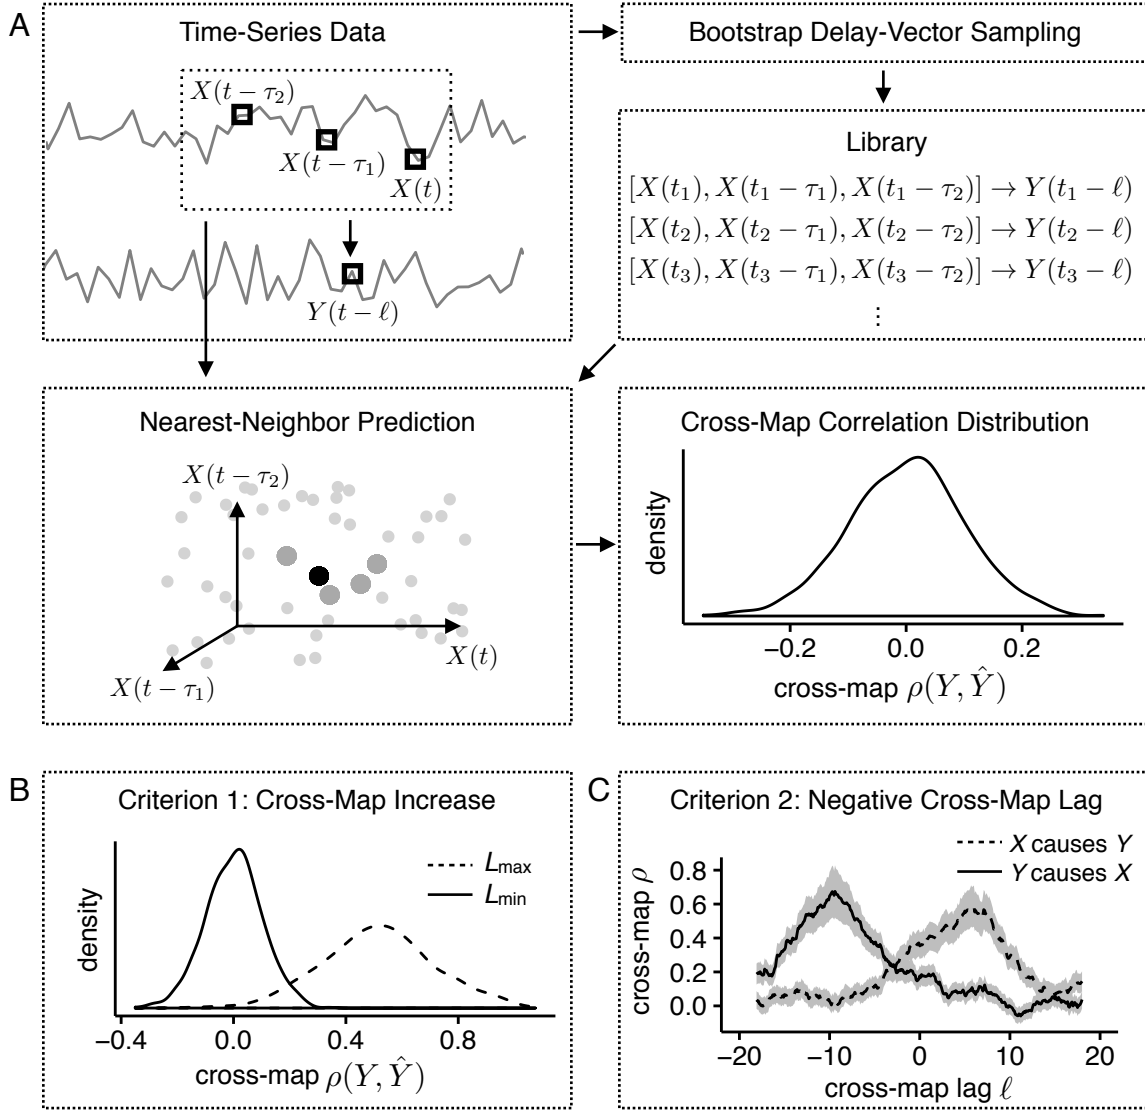 A
Time-Series Data
X(t − τ₂)
X(t − τ₁)
X(t)
Y(t − ℓ)
Bootstrap Delay-Vector Sampling
Library
[X(t₁), X(t₁ − τ₁), X(t₁ − τ₂)] → Y(t₁ − ℓ)
[X(t₂), X(t₂ − τ₁), X(t₂ − τ₂)] → Y(t₂ − ℓ)
[X(t₃), X(t₃ − τ₁), X(t₃ − τ₂)] → Y(t₃ − ℓ)
⋮
Nearest-Neighbor Prediction
X(t − τ₂)
X(t)
X(t − τ₁)
Cross-Map Correlation Distribution
density
−0.2 0.0 0.2
cross-map ρ(Y, Ŷ)
B
Criterion 1: Cross-Map Increase
Lmax
Lmin
density
−0.4 0.0 0.4 0.8
cross-map ρ(Y, Ŷ)
C
Criterion 2: Negative Cross-Map Lag
X causes Y
Y causes X
cross-map ρ
0.8
0.6
0.4
0.2
0.0
−20 −10 0 10 20
cross-map lag ℓ